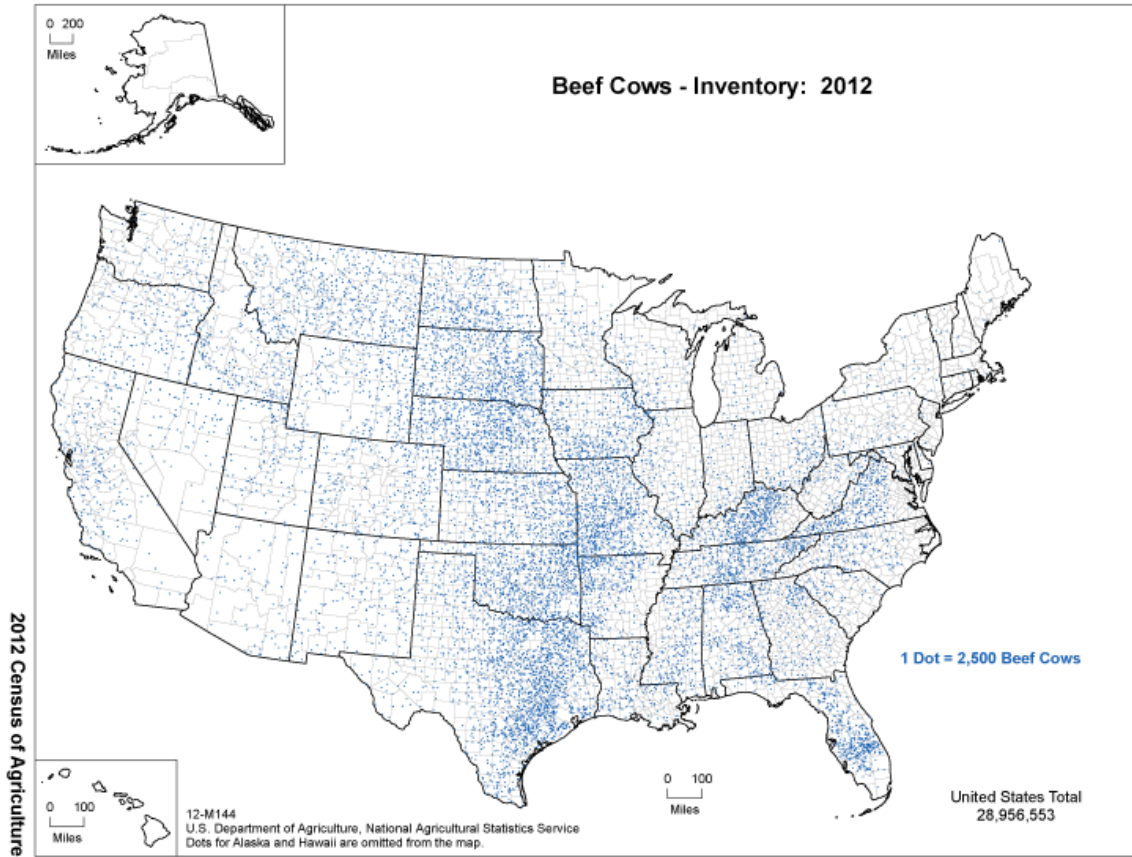 0 200
Miles
Beef Cows - Inventory: 2012
2012 Census of Agriculture
1 Dot = 2,500 Beef Cows
0 100
Miles
12-M144
U.S. Department of Agriculture, National Agricultural Statistics Service
Dots for Alaska and Hawaii are omitted from the map.
0 100
Miles
United States Total
28,956,553